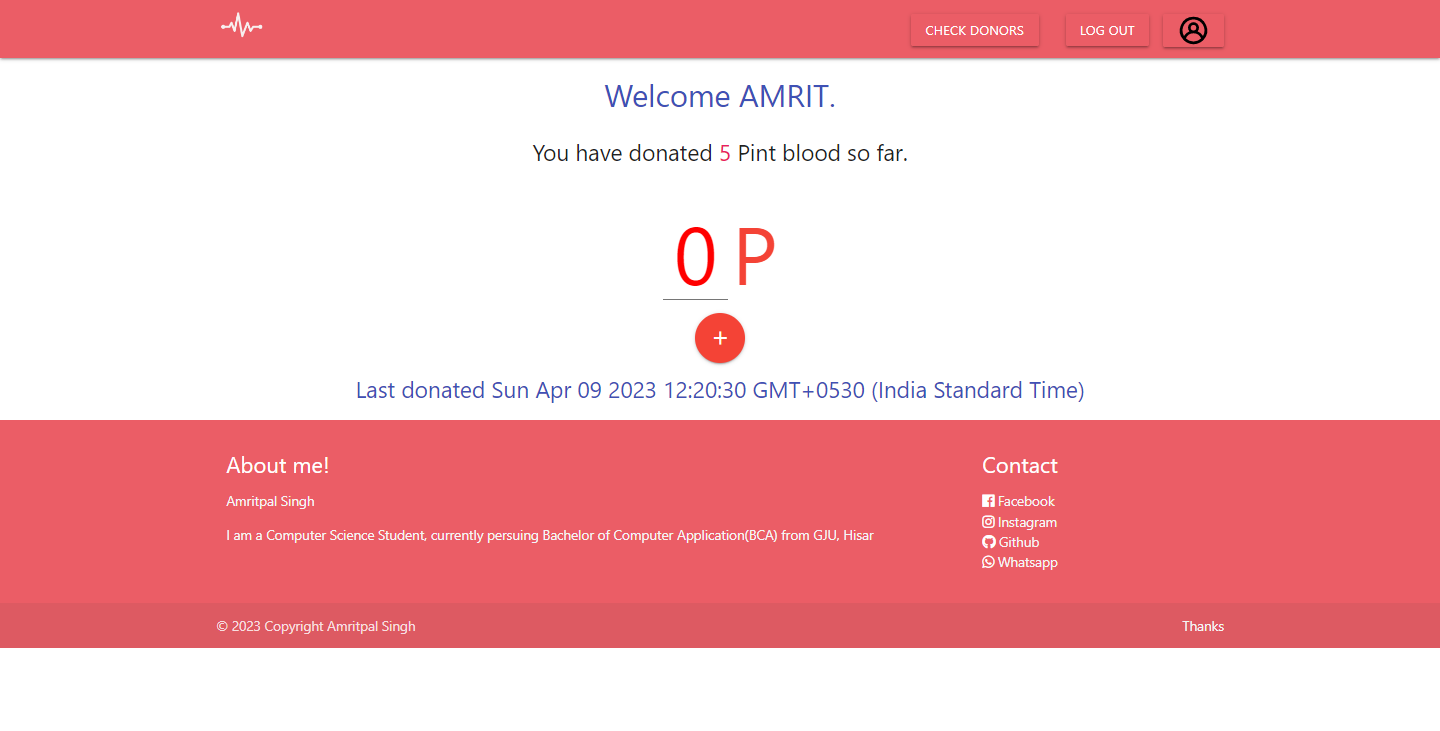 CHECK DONORS LOG OUT
Welcome AMRIT.
You have donated 5 Pint blood so far.
0 P
+
Last donated Sun Apr 09 2023 12:20:30 GMT+0530 (India Standard Time)
About me!
Amritpal Singh
I am a Computer Science Student, currently persuing Bachelor of Computer Application(BCA) from GJU, Hisar
Contact
Facebook
Instagram
Github
Whatsapp
© 2023 Copyright Amritpal Singh
Thanks